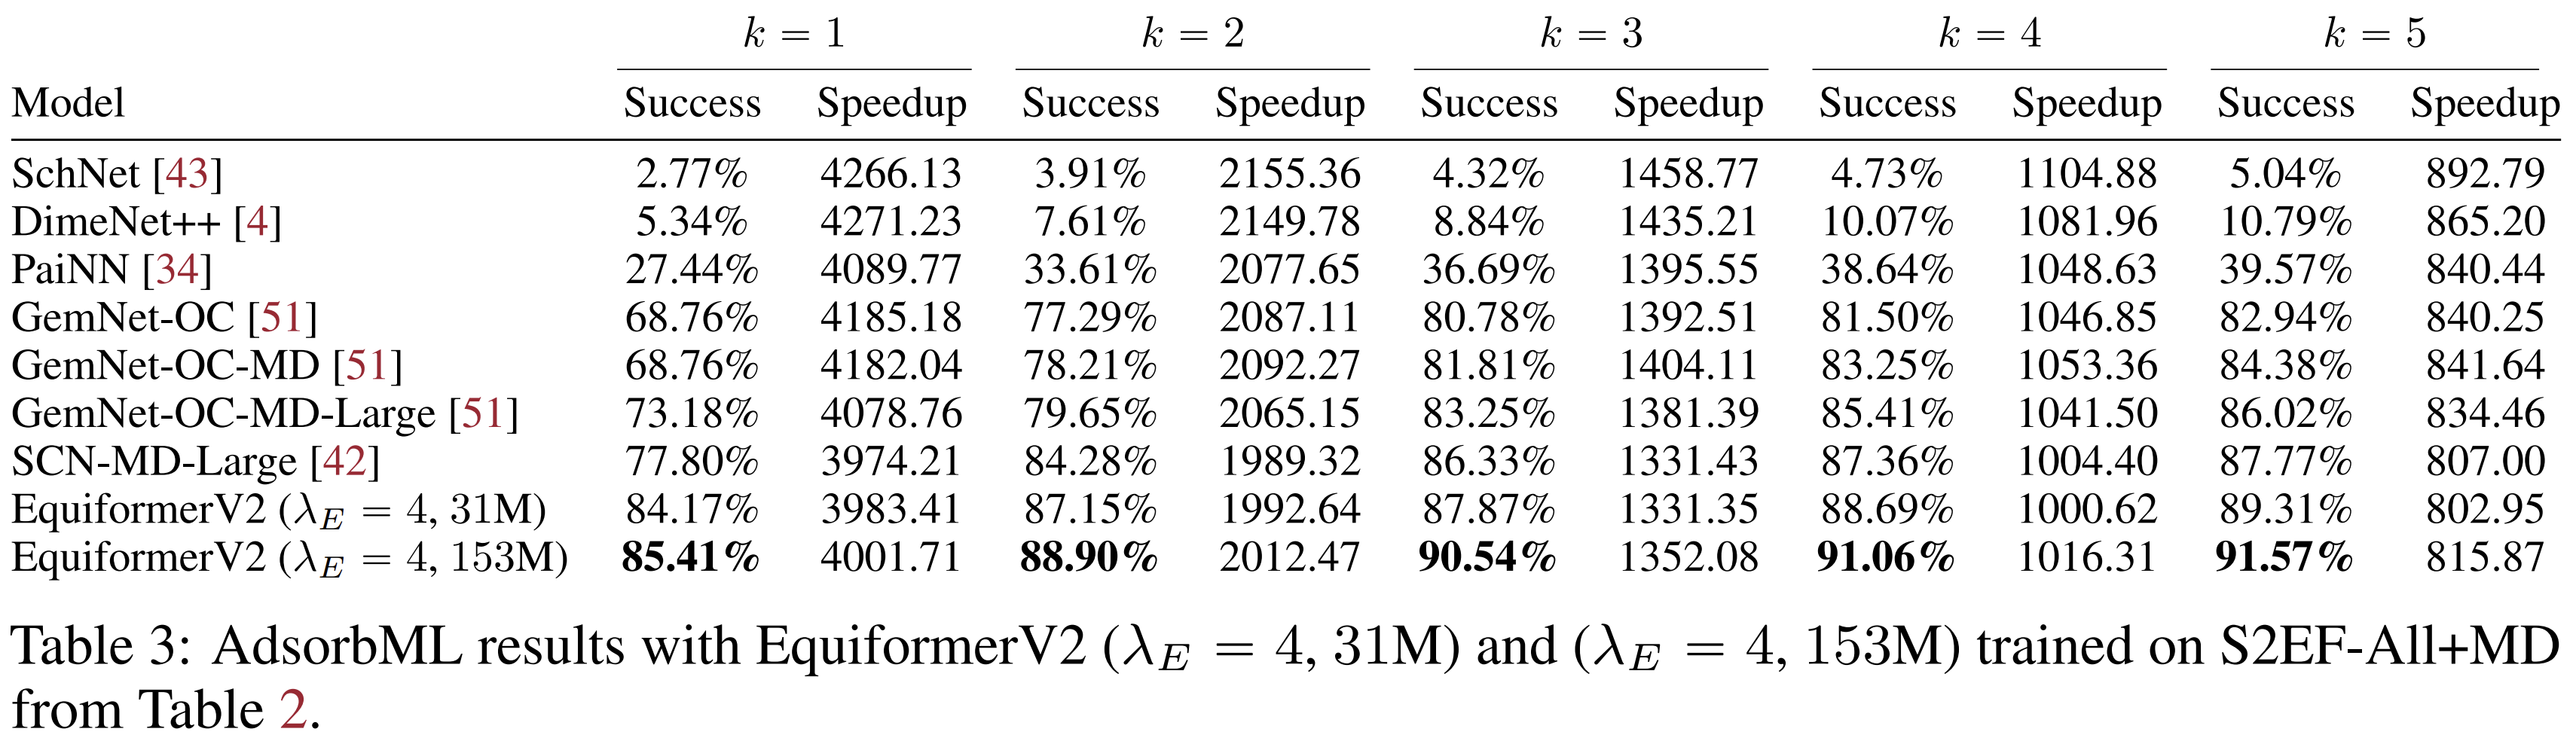 k = 1 k = 2 k = 3 k = 4 k = 5
Model Success Speedup Success Speedup Success Speedup Success Speedup Success Speedup
SchNet [43] 2.77% 4266.13 3.91% 2155.36 4.32% 1458.77 4.73% 1104.88 5.04% 892.79
DimeNet++ [4] 5.34% 4271.23 7.61% 2149.78 8.84% 1435.21 10.07% 1081.96 10.79% 865.20
PaiNN [34] 27.44% 4089.77 33.61% 2077.65 36.69% 1395.55 38.64% 1048.63 39.57% 840.44
GemNet-OC [51] 68.76% 4185.18 77.29% 2087.11 80.78% 1392.51 81.50% 1046.85 82.94% 840.25
GemNet-OC-MD [51] 68.76% 4182.04 78.21% 2092.27 81.81% 1404.11 83.25% 1053.36 84.38% 841.64
GemNet-OC-MD-Large [51] 73.18% 4078.76 79.65% 2065.15 83.25% 1381.39 85.41% 1041.50 86.02% 834.46
SCN-MD-Large [42] 77.80% 3974.21 84.28% 1989.32 86.33% 1331.43 87.36% 1004.40 87.77% 807.00
EquiformerV2 (λE = 4, 31M) 84.17% 3983.41 87.15% 1992.64 87.87% 1331.35 88.69% 1000.62 89.31% 802.95
EquiformerV2 (λE = 4, 153M) 85.41% 4001.71 88.90% 2012.47 90.54% 1352.08 91.06% 1016.31 91.57% 815.87
Table 3: AdsorbML results with EquiformerV2 (λE = 4, 31M) and (λE = 4, 153M) trained on S2EF-All+MD
from Table 2.